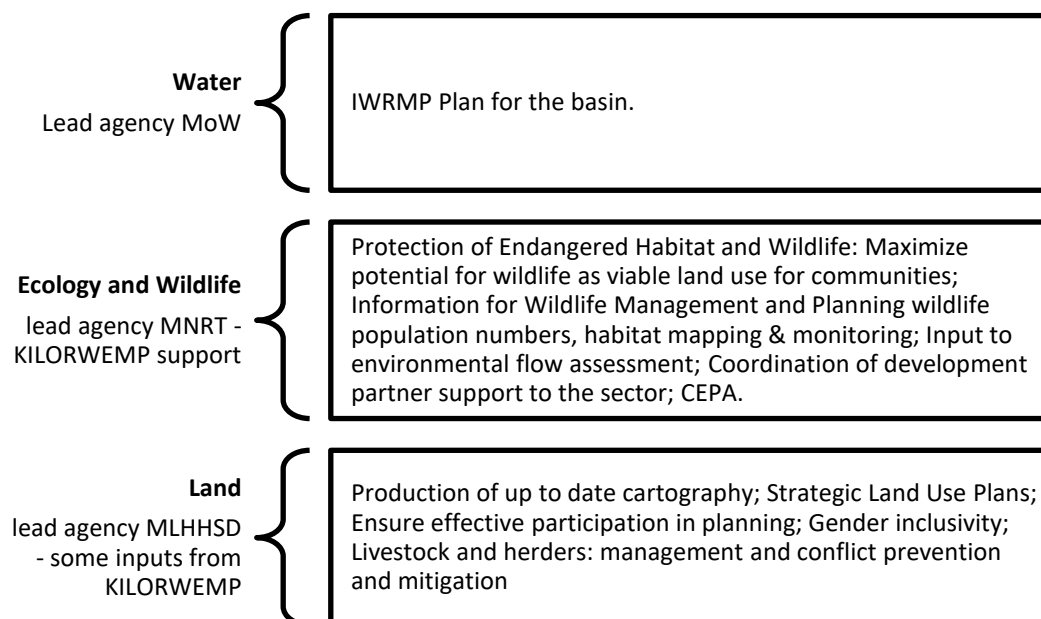 Water
Lead agency MoW
IWRMP Plan for the basin.
Ecology and Wildlife
lead agency MNRT -
KILORWEMP support
Protection of Endangered Habitat and Wildlife: Maximize
potential for wildlife as viable land use for communities;
Information for Wildlife Management and Planning wildlife
population numbers, habitat mapping & monitoring; Input to
environmental flow assessment; Coordination of development
partner support to the sector; CEPA.
Land
lead agency MLHHSD
- some inputs from
KILORWEMP
Production of up to date cartography; Strategic Land Use Plans;
Ensure effective participation in planning; Gender inclusivity;
Livestock and herders: management and conflict prevention
and mitigation